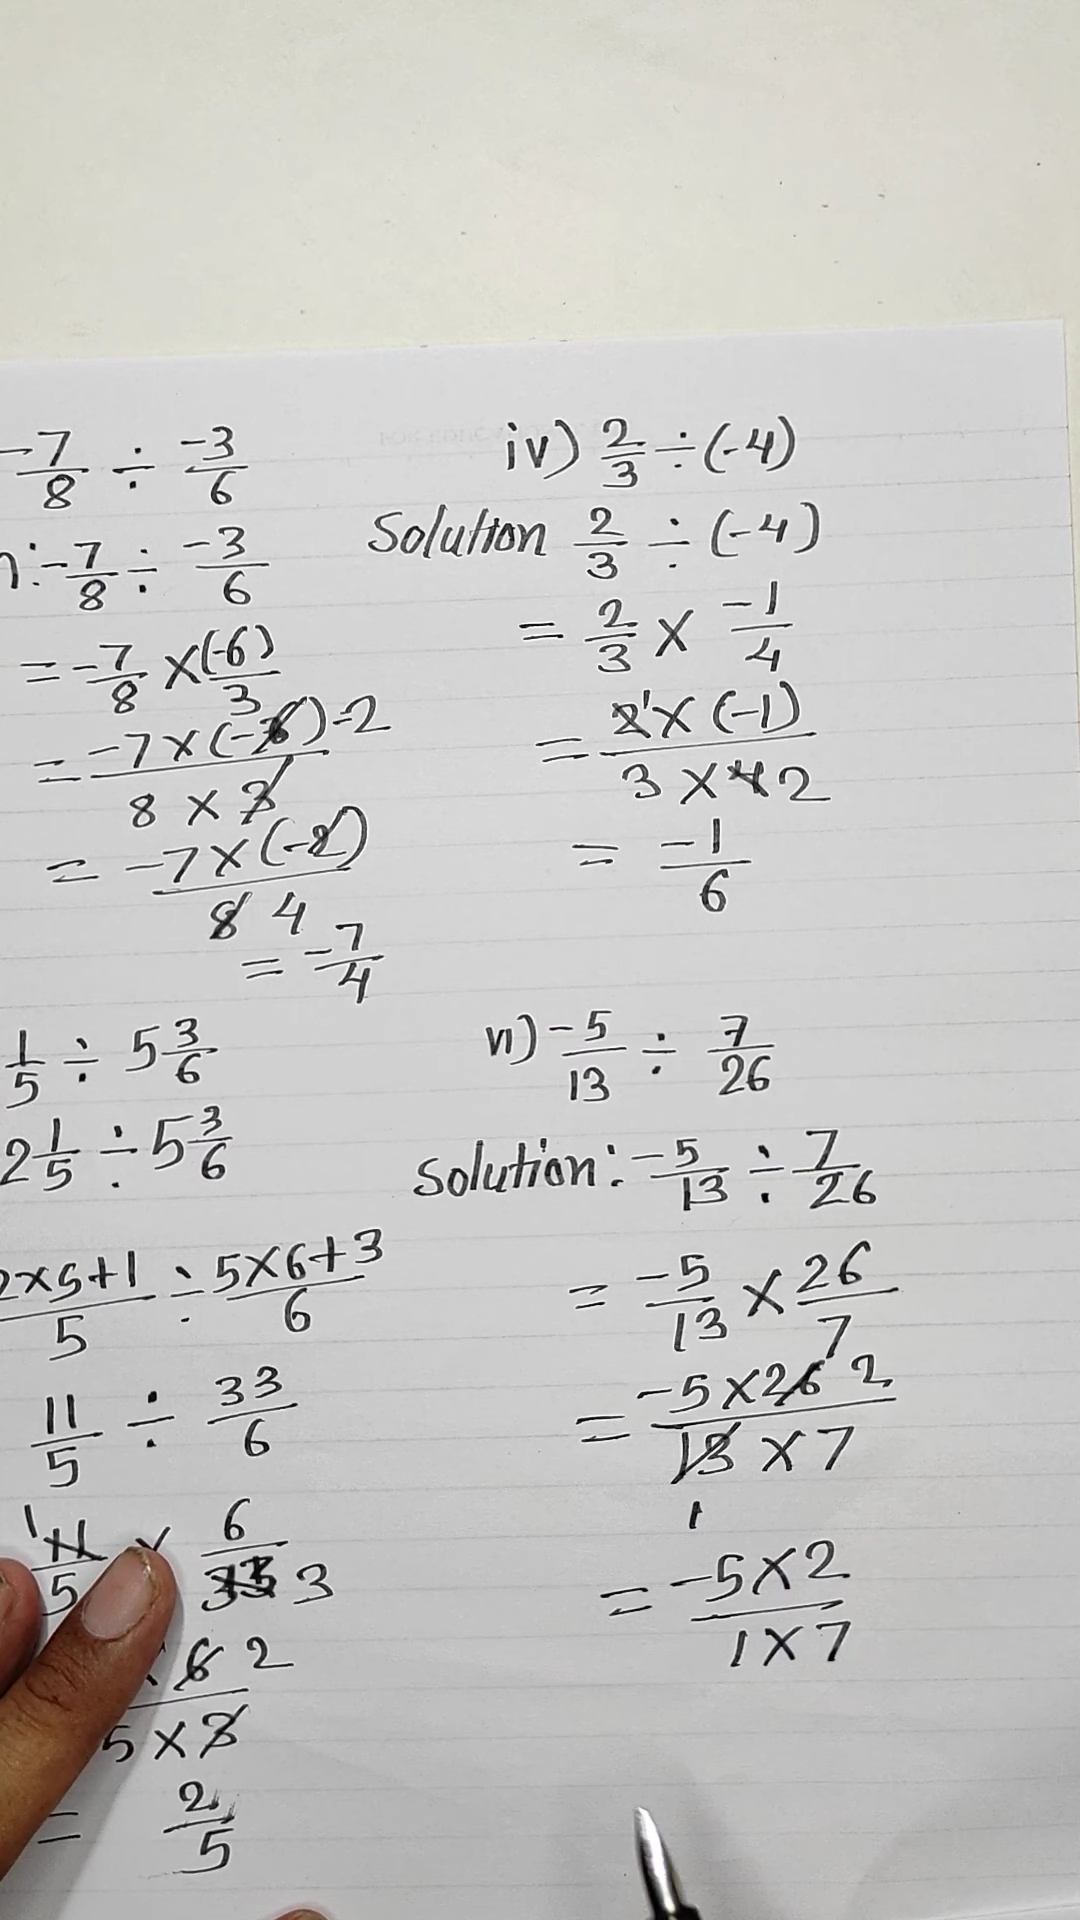 -7/8 ÷ -3/6
n: -7/8 ÷ -3/6
= -7/8 × (-6)/3
= -7 × (-6) -2 / 8 × 3
= -7 × (-2) / 8 4
= -7/4
1/5 ÷ 5 3/6
2 1/5 ÷ 5 3/6
2×5+1/5 ÷ 5×6+3/6
11/5 ÷ 33/6
1 11/5 × 6/33 3
6 2 / 5 × 3
= 2/5
iv) 2/3 ÷ (-4)
Solution 2/3 ÷ (-4)
= 2/3 × -1/4
= 2 1 × (-1) / 3 × 4 2
= -1/6
vi) -5/13 ÷ 7/26
Solution: -5/13 ÷ 7/26
= -5/13 × 26/7
= -5 × 26 2 / 13 × 7
1
= -5 × 2 / 1 × 7